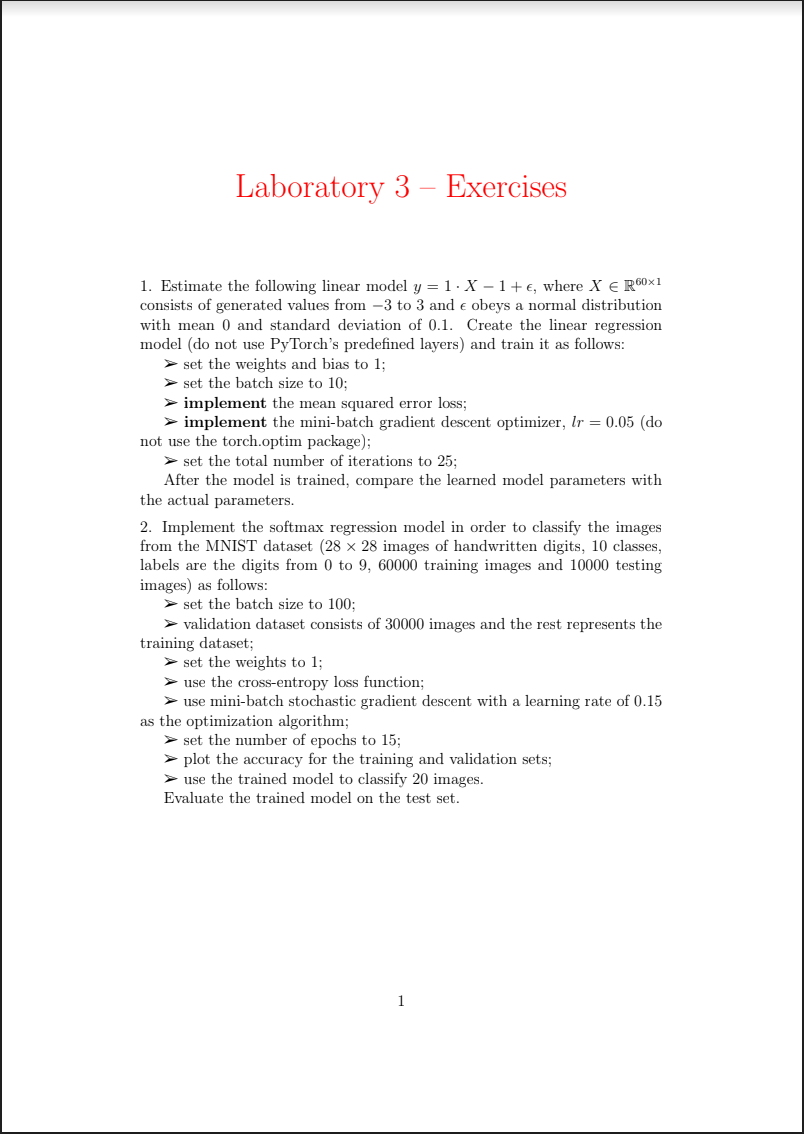 Laboratory 3 – Exercises
1. Estimate the following linear model y = 1 · X − 1 + ϵ, where X ∈ ℝ⁶⁰ˣ¹
consists of generated values from −3 to 3 and ϵ obeys a normal distribution
with mean 0 and standard deviation of 0.1. Create the linear regression
model (do not use PyTorch's predefined layers) and train it as follows:
➢ set the weights and bias to 1;
➢ set the batch size to 10;
➢ implement the mean squared error loss;
➢ implement the mini-batch gradient descent optimizer, lr = 0.05 (do
not use the torch.optim package);
➢ set the total number of iterations to 25;
After the model is trained, compare the learned model parameters with
the actual parameters.
2. Implement the softmax regression model in order to classify the images
from the MNIST dataset (28 × 28 images of handwritten digits, 10 classes,
labels are the digits from 0 to 9, 60000 training images and 10000 testing
images) as follows:
➢ set the batch size to 100;
➢ validation dataset consists of 30000 images and the rest represents the
training dataset;
➢ set the weights to 1;
➢ use the cross-entropy loss function;
➢ use mini-batch stochastic gradient descent with a learning rate of 0.15
as the optimization algorithm;
➢ set the number of epochs to 15;
➢ plot the accuracy for the training and validation sets;
➢ use the trained model to classify 20 images.
Evaluate the trained model on the test set.
1